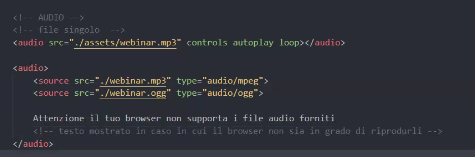 <!-- AUDIO -->
<!-- file singolo -->
<audio src="./assets/webinar.mp3" controls autoplay loop></audio>
<audio>
<source src="./webinar.mp3" type="audio/mpeg">
<source src="./webinar.ogg" type="audio/ogg">
Attenzione il tuo browser non supporta i file audio forniti
<!-- testo mostrato in caso in cui il browser non sia in grado di riprodurli -->
</audio>